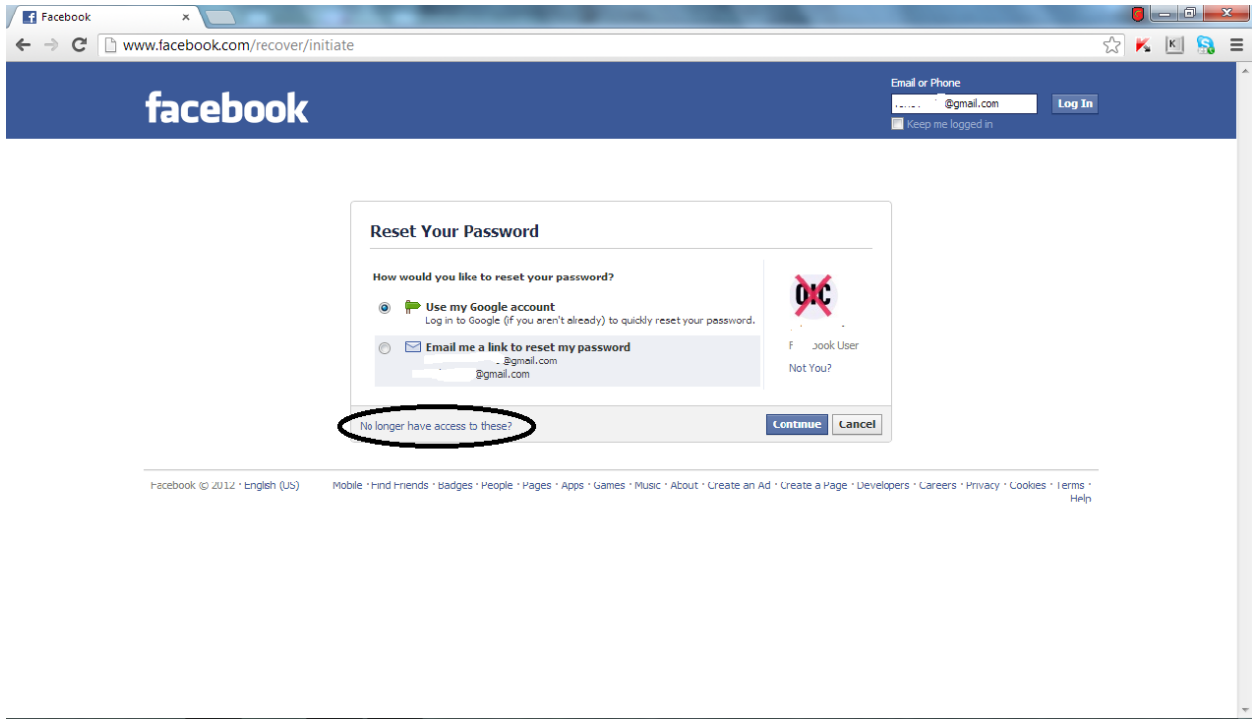 Facebook
www.facebook.com/recover/initiate
facebook
Email or Phone
@gmail.com
Log In
Keep me logged in
Reset Your Password
How would you like to reset your password?
Use my Google account
Log in to Google (if you aren't already) to quickly reset your password.
Email me a link to reset my password
@gmail.com
@gmail.com
OIC
F ook User
Not You?
No longer have access to these?
Continue
Cancel
Facebook © 2012 · English (US)
Mobile · Find Friends · Badges · People · Pages · Apps · Games · Music · About · Create an Ad · Create a Page · Developers · Careers · Privacy · Cookies · Terms ·
Help